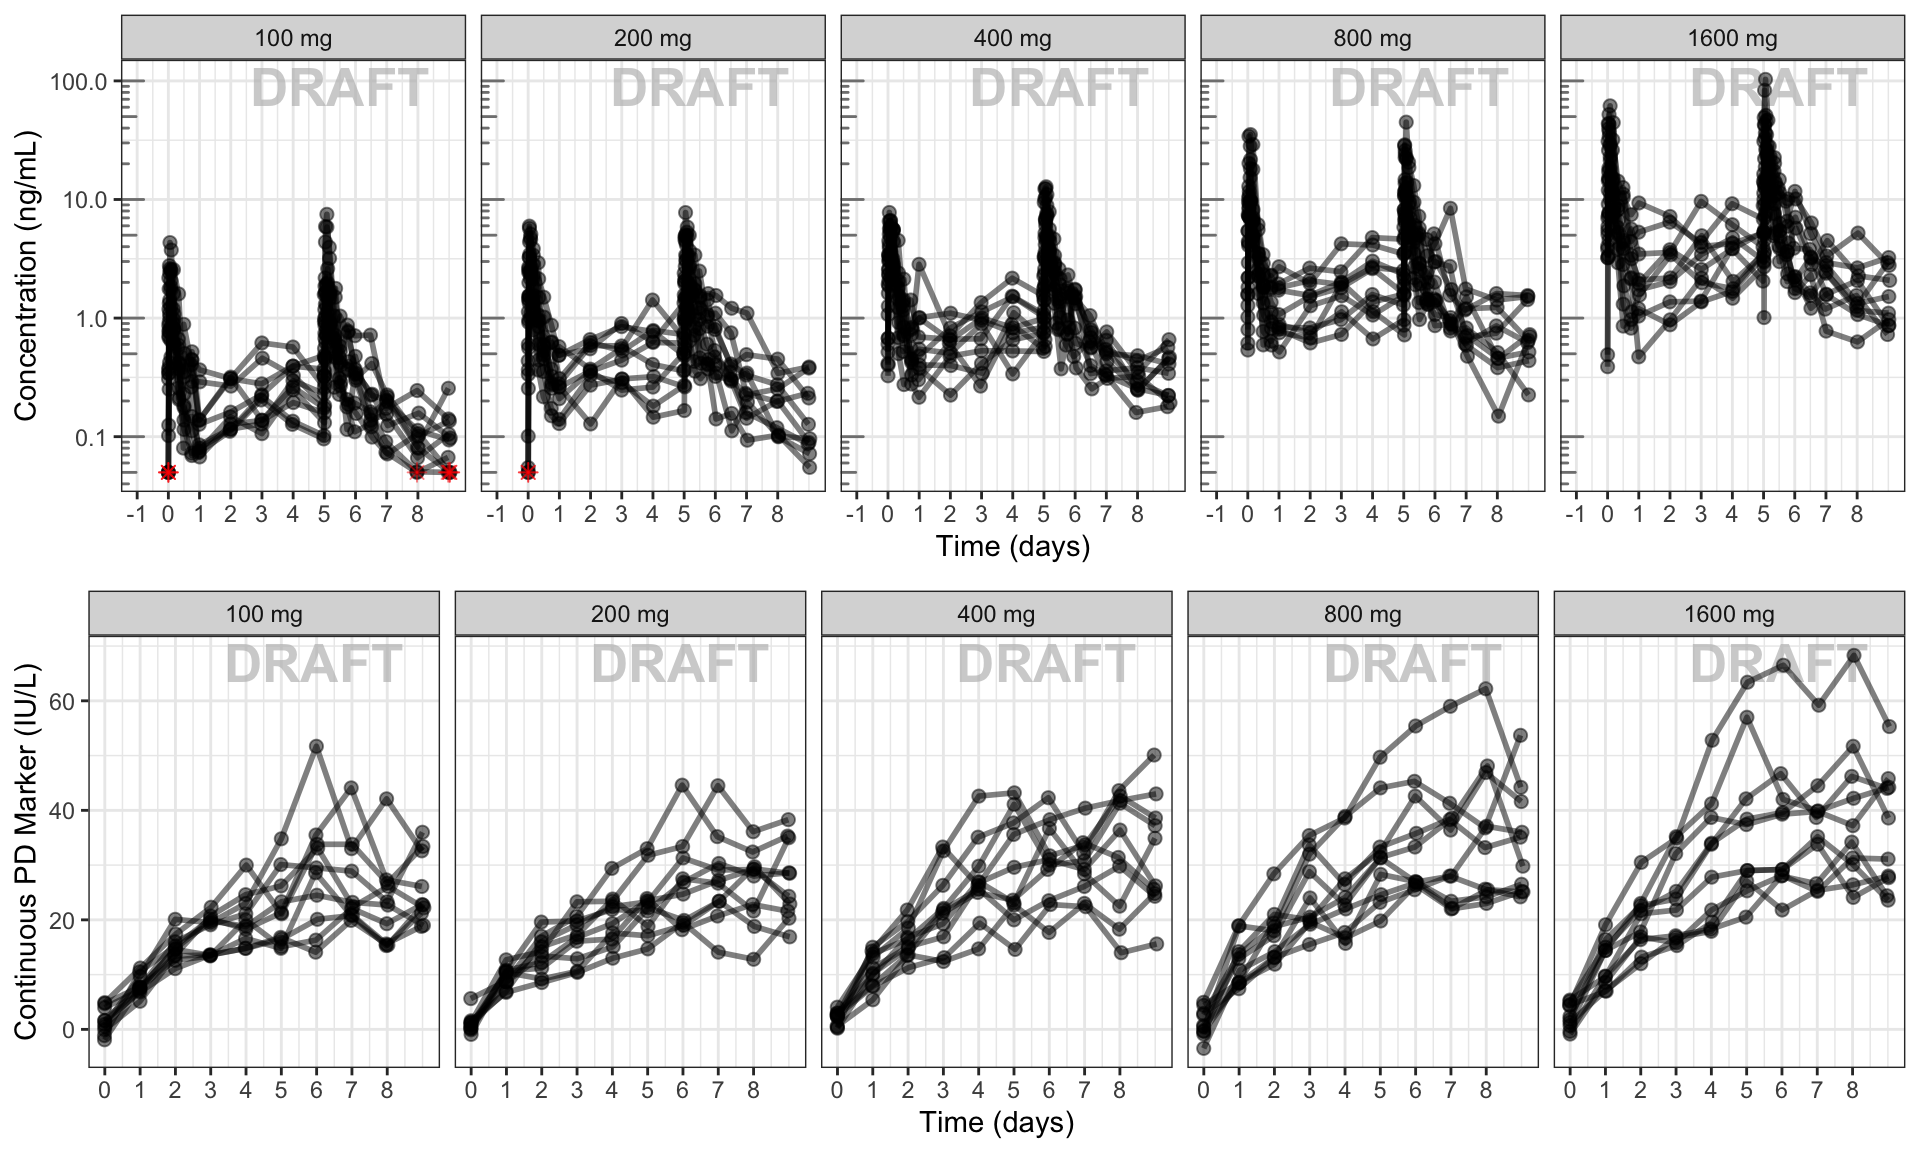 100 mg 200 mg 400 mg 800 mg 1600 mg
DRAFT DRAFT DRAFT DRAFT DRAFT
Concentration (ng/mL)
100.0
10.0
1.0
0.1
-1 0 1 2 3 4 5 6 7 8 -1 0 1 2 3 4 5 6 7 8 -1 0 1 2 3 4 5 6 7 8 -1 0 1 2 3 4 5 6 7 8 -1 0 1 2 3 4 5 6 7 8
Time (days)
100 mg 200 mg 400 mg 800 mg 1600 mg
DRAFT DRAFT DRAFT DRAFT DRAFT
Continuous PD Marker (IU/L)
60
40
20
0
0 1 2 3 4 5 6 7 8 0 1 2 3 4 5 6 7 8 0 1 2 3 4 5 6 7 8 0 1 2 3 4 5 6 7 8 0 1 2 3 4 5 6 7 8
Time (days)